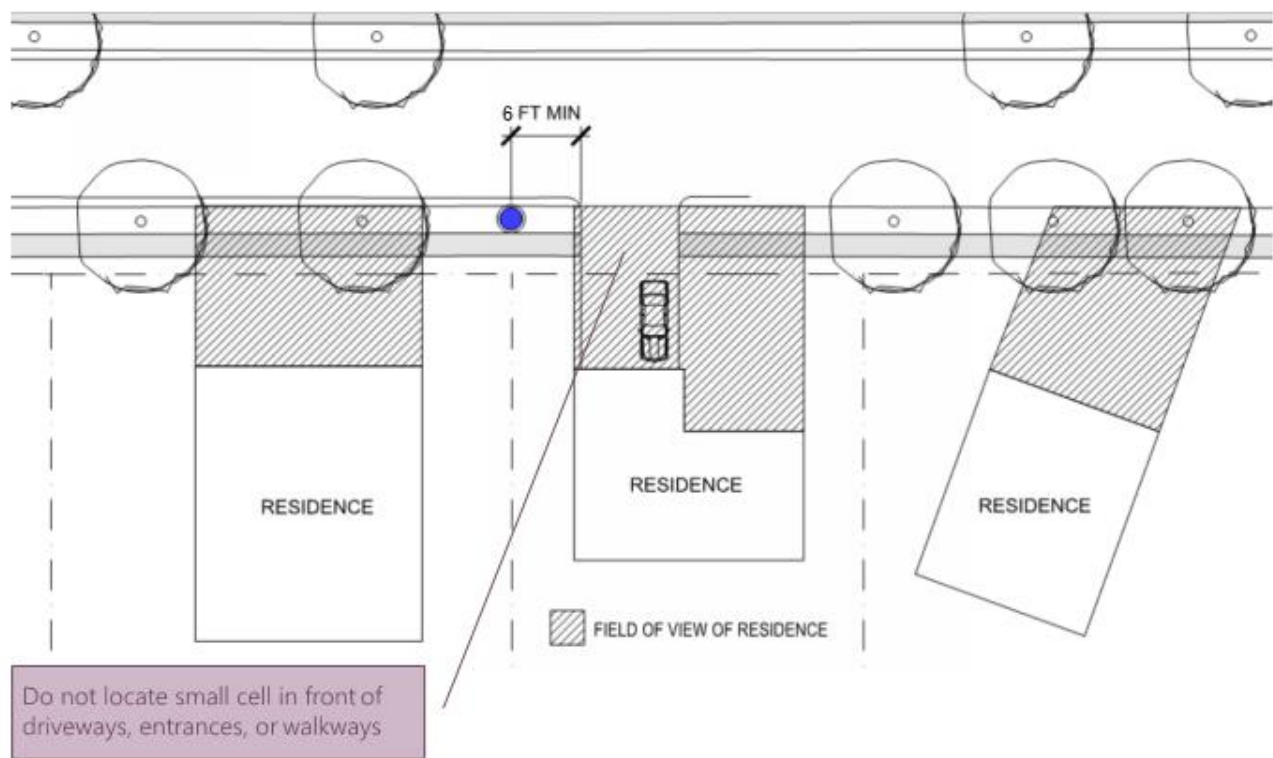 6 FT MIN
RESIDENCE
RESIDENCE
RESIDENCE
FIELD OF VIEW OF RESIDENCE
Do not locate small cell in front of
driveways, entrances, or walkways